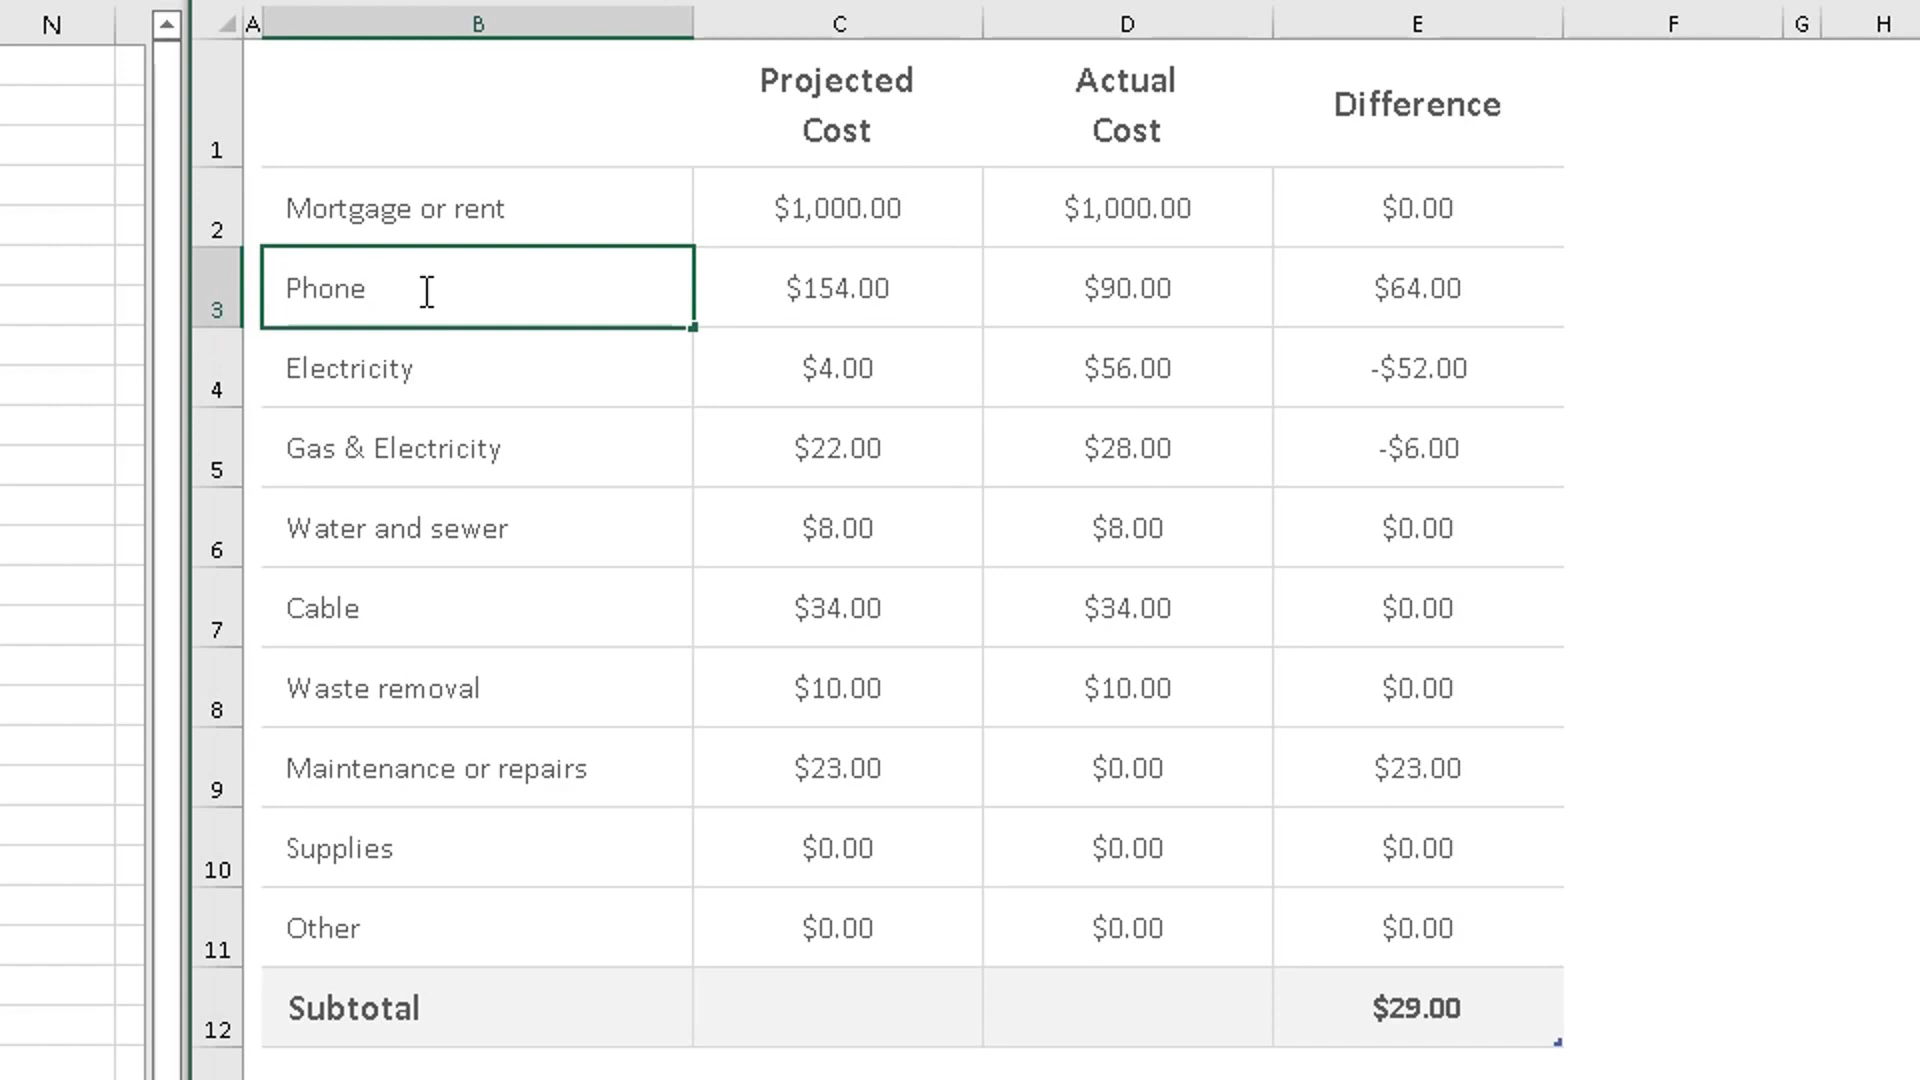 N A B C D E F G H
Projected Cost Actual Cost Difference
1
2 Mortgage or rent $1,000.00 $1,000.00 $0.00
3 Phone $154.00 $90.00 $64.00
4 Electricity $4.00 $56.00 -$52.00
5 Gas & Electricity $22.00 $28.00 -$6.00
6 Water and sewer $8.00 $8.00 $0.00
7 Cable $34.00 $34.00 $0.00
8 Waste removal $10.00 $10.00 $0.00
9 Maintenance or repairs $23.00 $0.00 $23.00
10 Supplies $0.00 $0.00 $0.00
11 Other $0.00 $0.00 $0.00
12 Subtotal $29.00